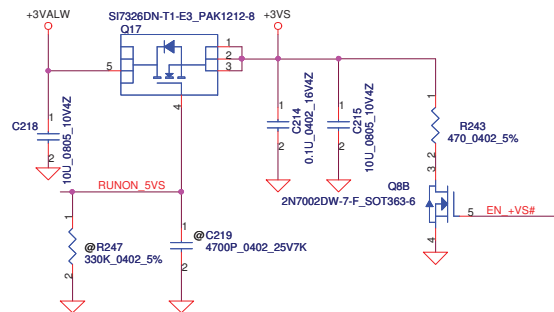 +3VALW
SI7326DN-T1-E3_PAK1212-8
+3VS
Q17
5
1
2
3
4
1
C218
10U_0805_10V4Z
2
1
C214
0.1U_0402_16V4Z
2
1
C215
10U_0805_10V4Z
2
1
R243
470_0402_5%
2
3
Q8B
2N7002DW-7-F_SOT363-6
5
EN_+VS#
4
RUNON_5VS
1
@R247
330K_0402_5%
2
1
@C219
4700P_0402_25V7K
2